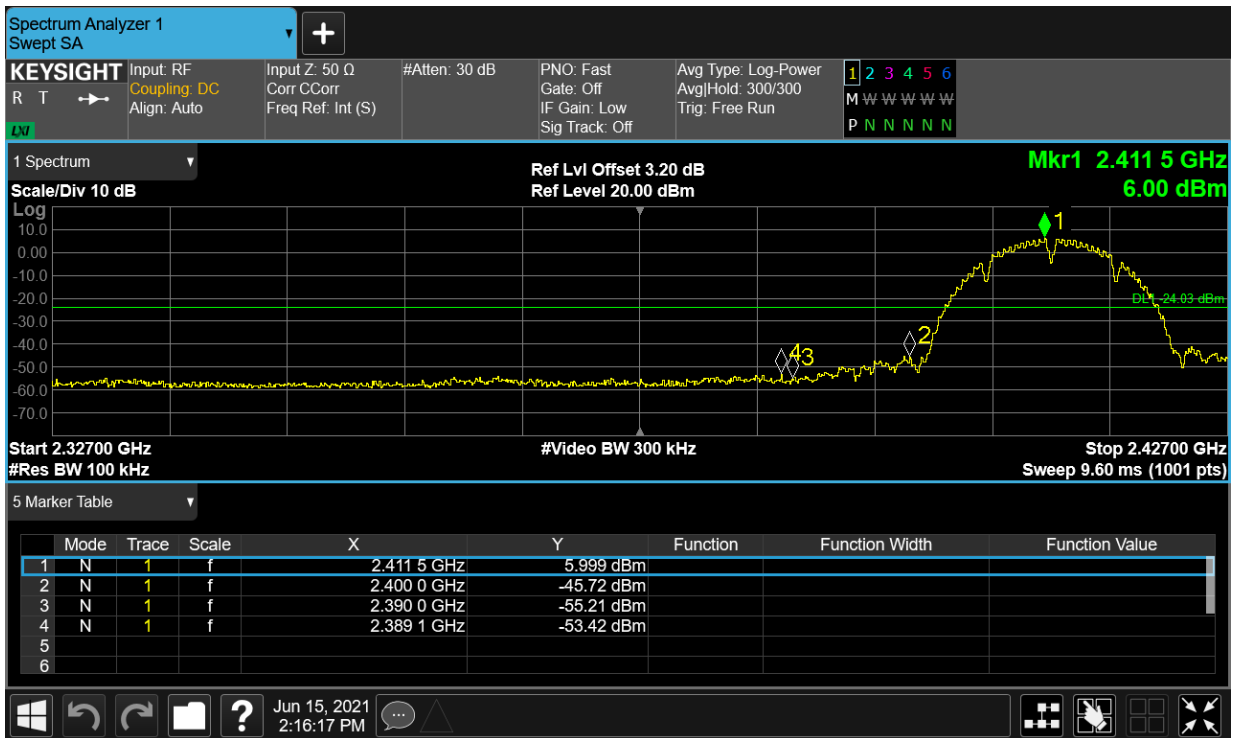 Spectrum Analyzer 1
Swept SA
+
KEYSIGHT
R T
LXI
Input: RF
Coupling: DC
Align: Auto
Input Z: 50 Ω
Corr CCorr
Freq Ref: Int (S)
#Atten: 30 dB
PNO: Fast
Gate: Off
IF Gain: Low
Sig Track: Off
Avg Type: Log-Power
Avg|Hold: 300/300
Trig: Free Run
1 2 3 4 5 6
M W W W W W
P N N N N N
1 Spectrum
Scale/Div 10 dB
Ref Lvl Offset 3.20 dB
Ref Level 20.00 dBm
Mkr1 2.411 5 GHz
6.00 dBm
Log
10.0
0.00
-10.0
-20.0
-30.0
-40.0
-50.0
-60.0
-70.0
1
DL1 -24.03 dBm
2
43
Start 2.32700 GHz
#Res BW 100 kHz
#Video BW 300 kHz
Stop 2.42700 GHz
Sweep 9.60 ms (1001 pts)
5 Marker Table
Mode Trace Scale X Y Function Function Width Function Value
1 N 1 f 2.411 5 GHz 5.999 dBm
2 N 1 f 2.400 0 GHz -45.72 dBm
3 N 1 f 2.390 0 GHz -55.21 dBm
4 N 1 f 2.389 1 GHz -53.42 dBm
5
6
?
Jun 15, 2021
2:16:17 PM